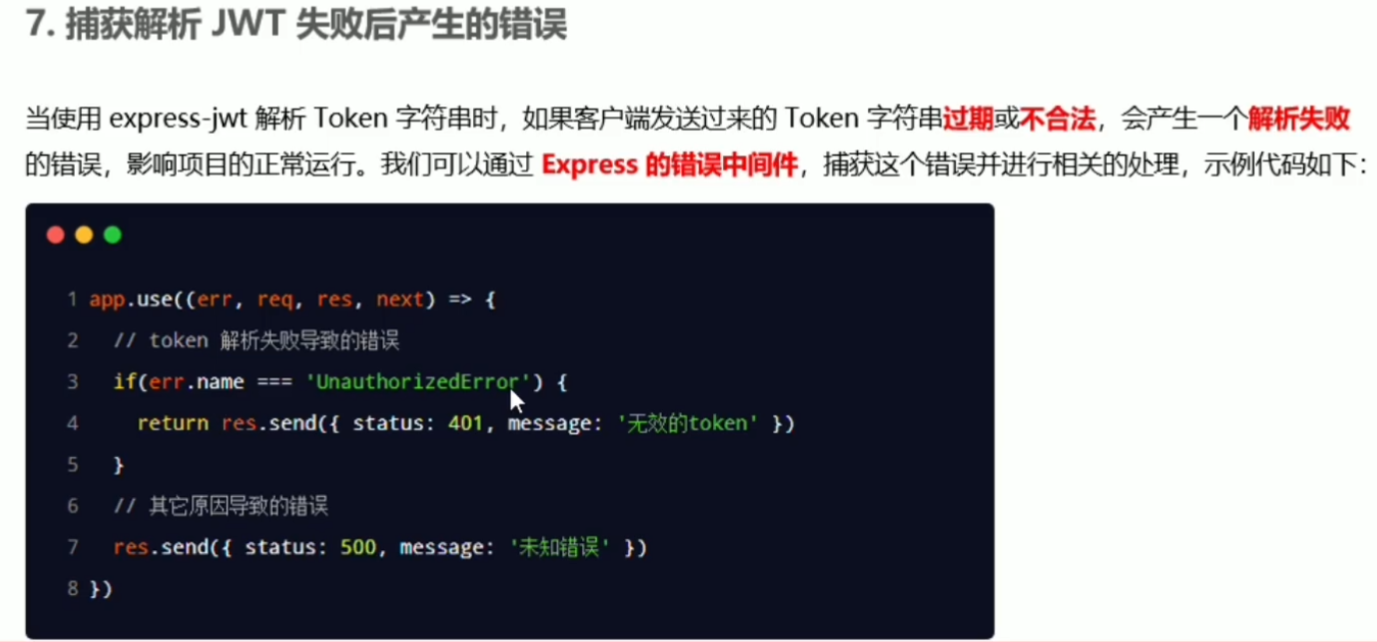 7. 捕获解析 JWT 失败后产生的错误
当使用 express-jwt 解析 Token 字符串时，如果客户端发送过来的 Token 字符串过期或不合法，会产生一个解析失败
的错误，影响项目的正常运行。我们可以通过 Express 的错误中间件，捕获这个错误并进行相关的处理，示例代码如下：
1 app.use((err, req, res, next) => {
2   // token 解析失败导致的错误
3   if(err.name === 'UnauthorizedError') {
4     return res.send({ status: 401, message: '无效的token' })
5   }
6   // 其它原因导致的错误
7   res.send({ status: 500, message: '未知错误' })
8 })